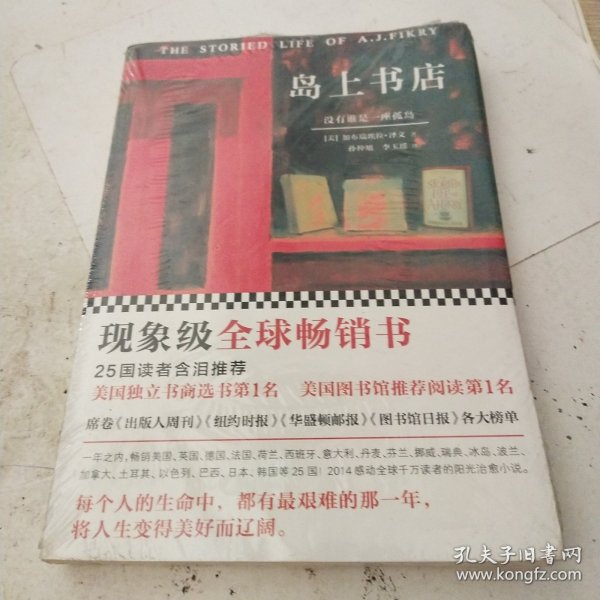 THE STORIED LIFE OF A.J.FIKRY
岛上书店
没有谁是一座孤岛
[美] 加布瑞埃拉·泽文 著
孙仲旭 李玉瑶 译
现象级全球畅销书
25国读者含泪推荐
美国独立书商选书第1名 美国图书馆推荐阅读第1名
席卷《出版人周刊》《纽约时报》《华盛顿邮报》《图书馆日报》各大榜单
一年之内,畅销美国、英国、德国、法国、荷兰、西班牙、意大利、丹麦、芬兰、挪威、瑞典、冰岛、波兰、
加拿大、土耳其、以色列、巴西、日本、韩国等25国!2014感动全球千万读者的阳光治愈小说。
每个人的生命中,都有最艰难的那一年,
将人生变得美好而辽阔。
孔夫子旧书网
www.kongfz.com